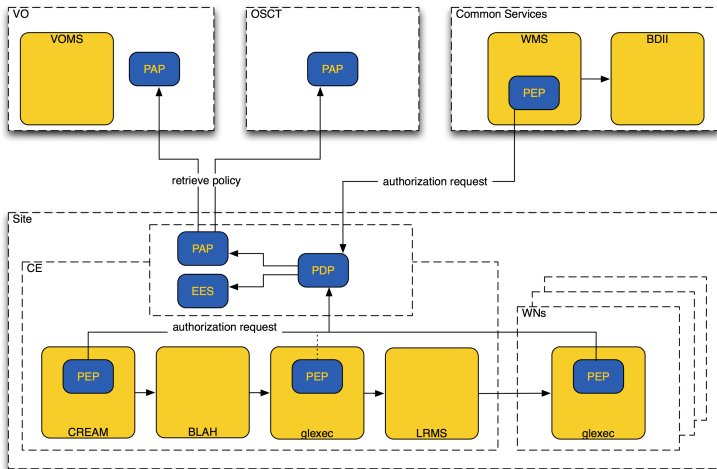 VO
OSCT
Common Services
VOMS
WMS
BDII
PAP
PAP
PEP
retrieve policy
authorization request
Site
PAP
CE
PDP
EES
WNs
authorization request
PEP
PEP
PEP
CREAM
BLAH
glexec
LRMS
glexec